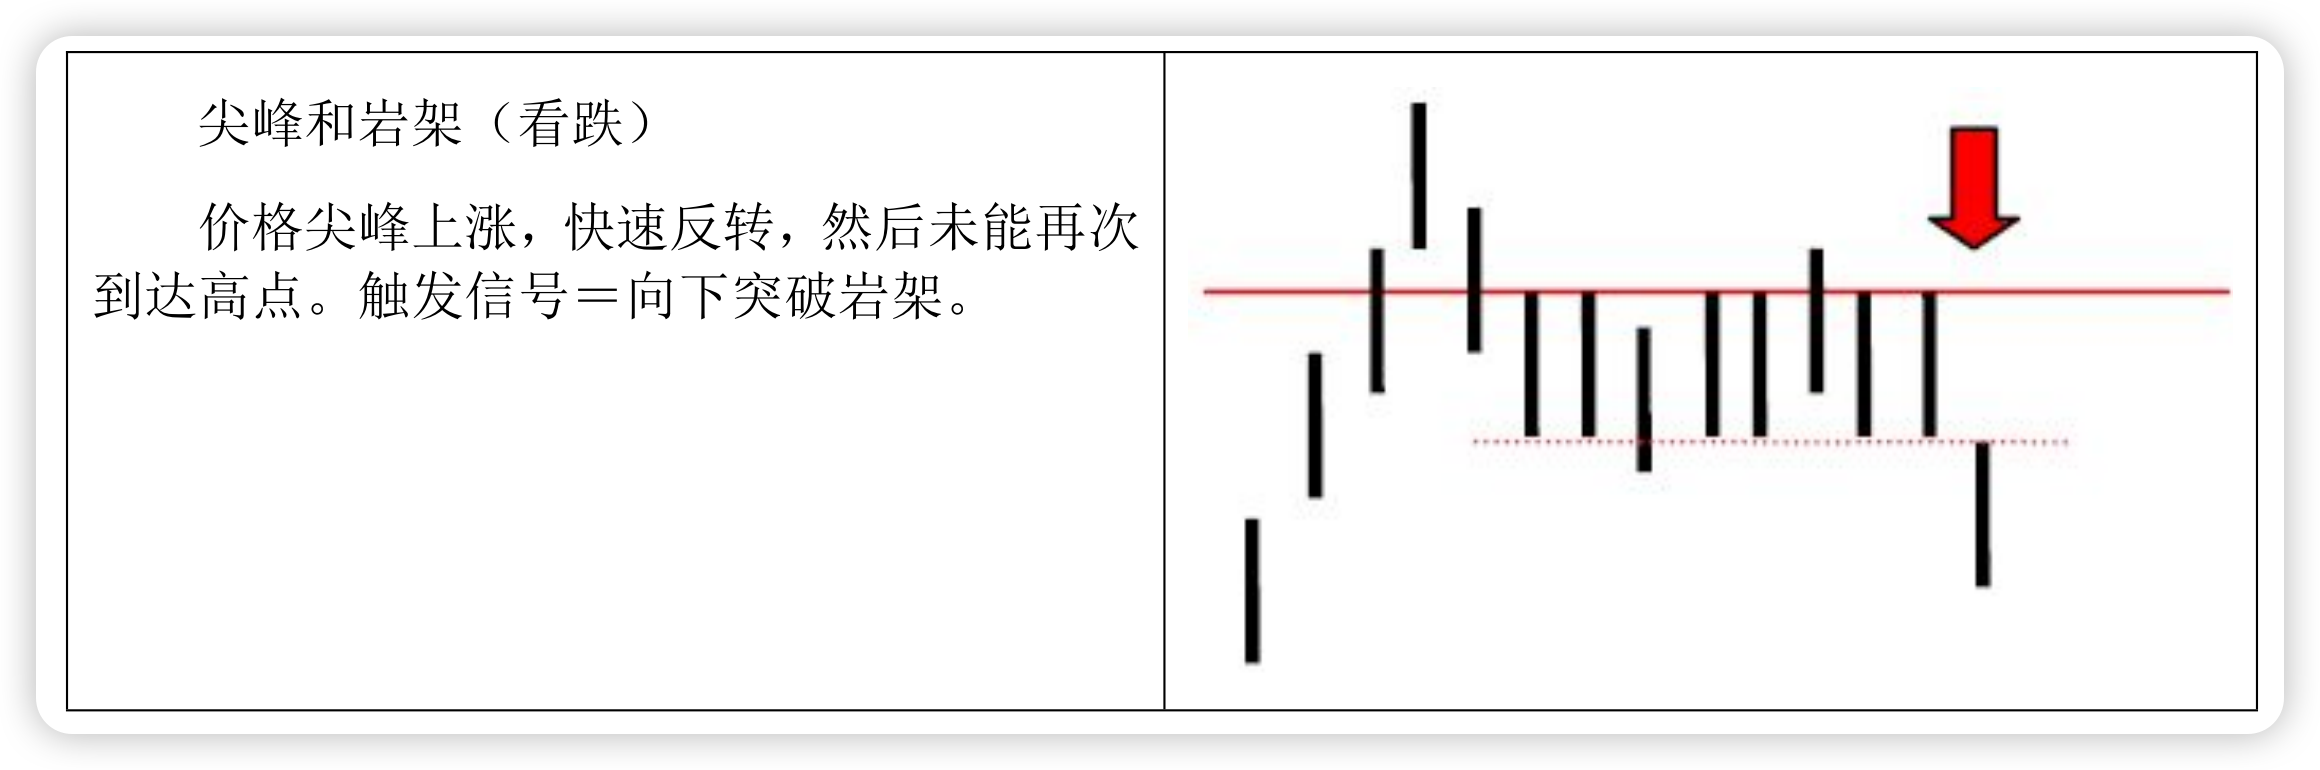 尖峰和岩架（看跌）
价格尖峰上涨，快速反转，然后未能再次
到达高点。触发信号＝向下突破岩架。